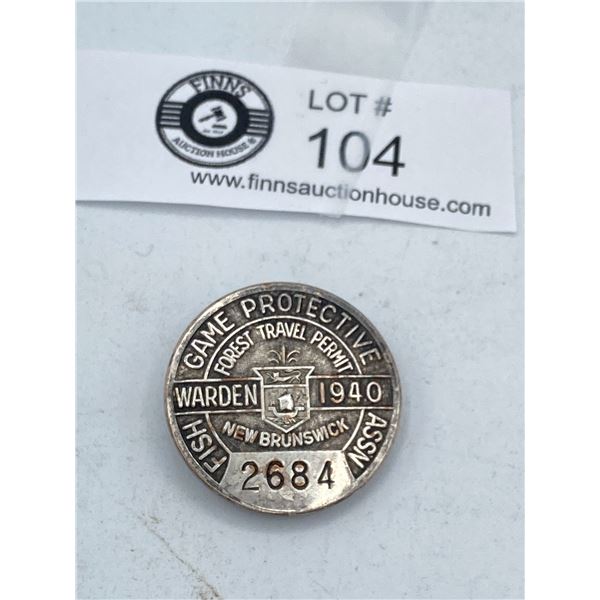 FINNS
AUCTION HOUSE
LOT #
104
www.finnsauctionhouse.com
FISH GAME PROTECTIVE ASSN
FOREST TRAVEL PERMIT
WARDEN 1940
NEW BRUNSWICK
2684